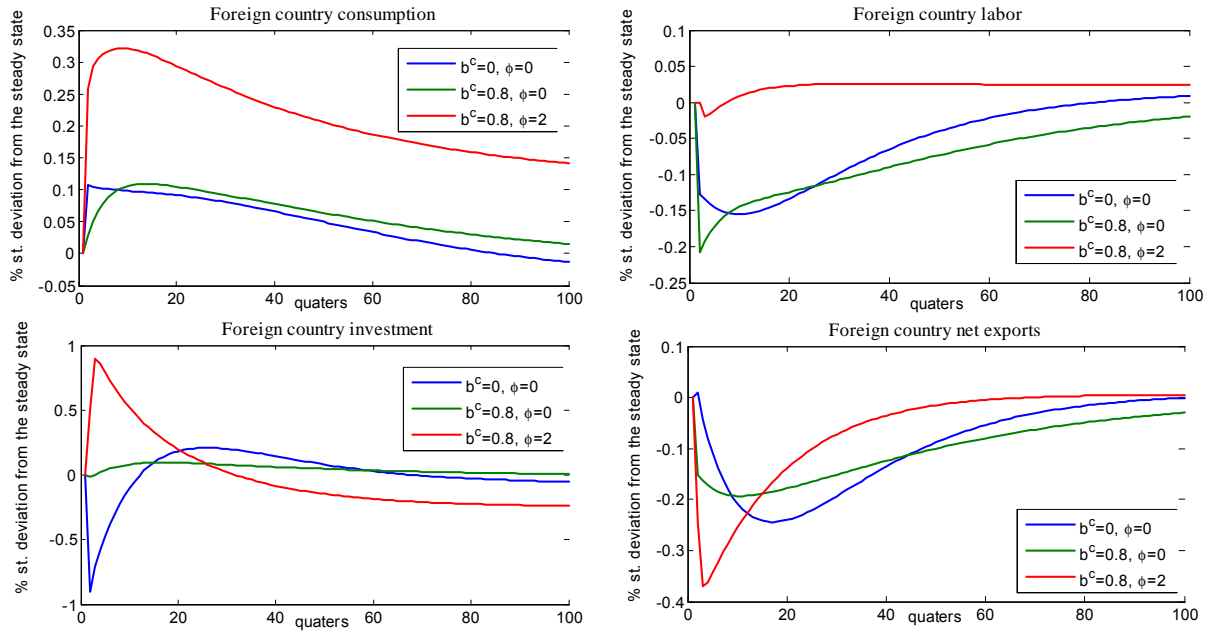 Foreign country consumption
% st. deviation from the steady state
0.35
0.3
0.25
0.2
0.15
0.1
0.05
0
-0.05
b^c=0, ϕ=0
b^c=0.8, ϕ=0
b^c=0.8, ϕ=2
0 20 40 60 80 100
quaters
Foreign country labor
% st. deviation from the steady state
0.1
0.05
0
-0.05
-0.1
-0.15
-0.2
-0.25
b^c=0, ϕ=0
b^c=0.8, ϕ=0
b^c=0.8, ϕ=2
0 20 40 60 80 100
quaters
Foreign country investment
% st. deviation from the steady state
1
0.5
0
-0.5
-1
b^c=0, ϕ=0
b^c=0.8, ϕ=0
b^c=0.8, ϕ=2
0 20 40 60 80 100
quaters
Foreign country net exports
% st. deviation from the steady state
0.1
0
-0.1
-0.2
-0.3
-0.4
b^c=0, ϕ=0
b^c=0.8, ϕ=0
b^c=0.8, ϕ=2
0 20 40 60 80 100
quaters